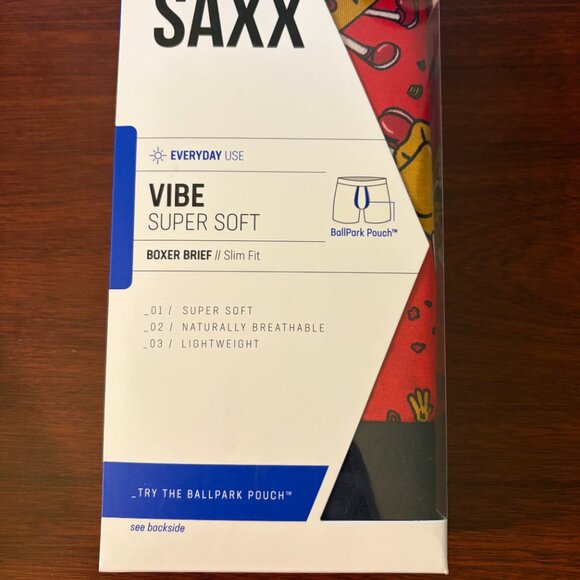 SAXX
EVERYDAY USE
VIBE
SUPER SOFT
BallPark Pouch™
BOXER BRIEF // Slim Fit
_01 / SUPER SOFT
_02 / NATURALLY BREATHABLE
_03 / LIGHTWEIGHT
_TRY THE BALLPARK POUCH™
see backside